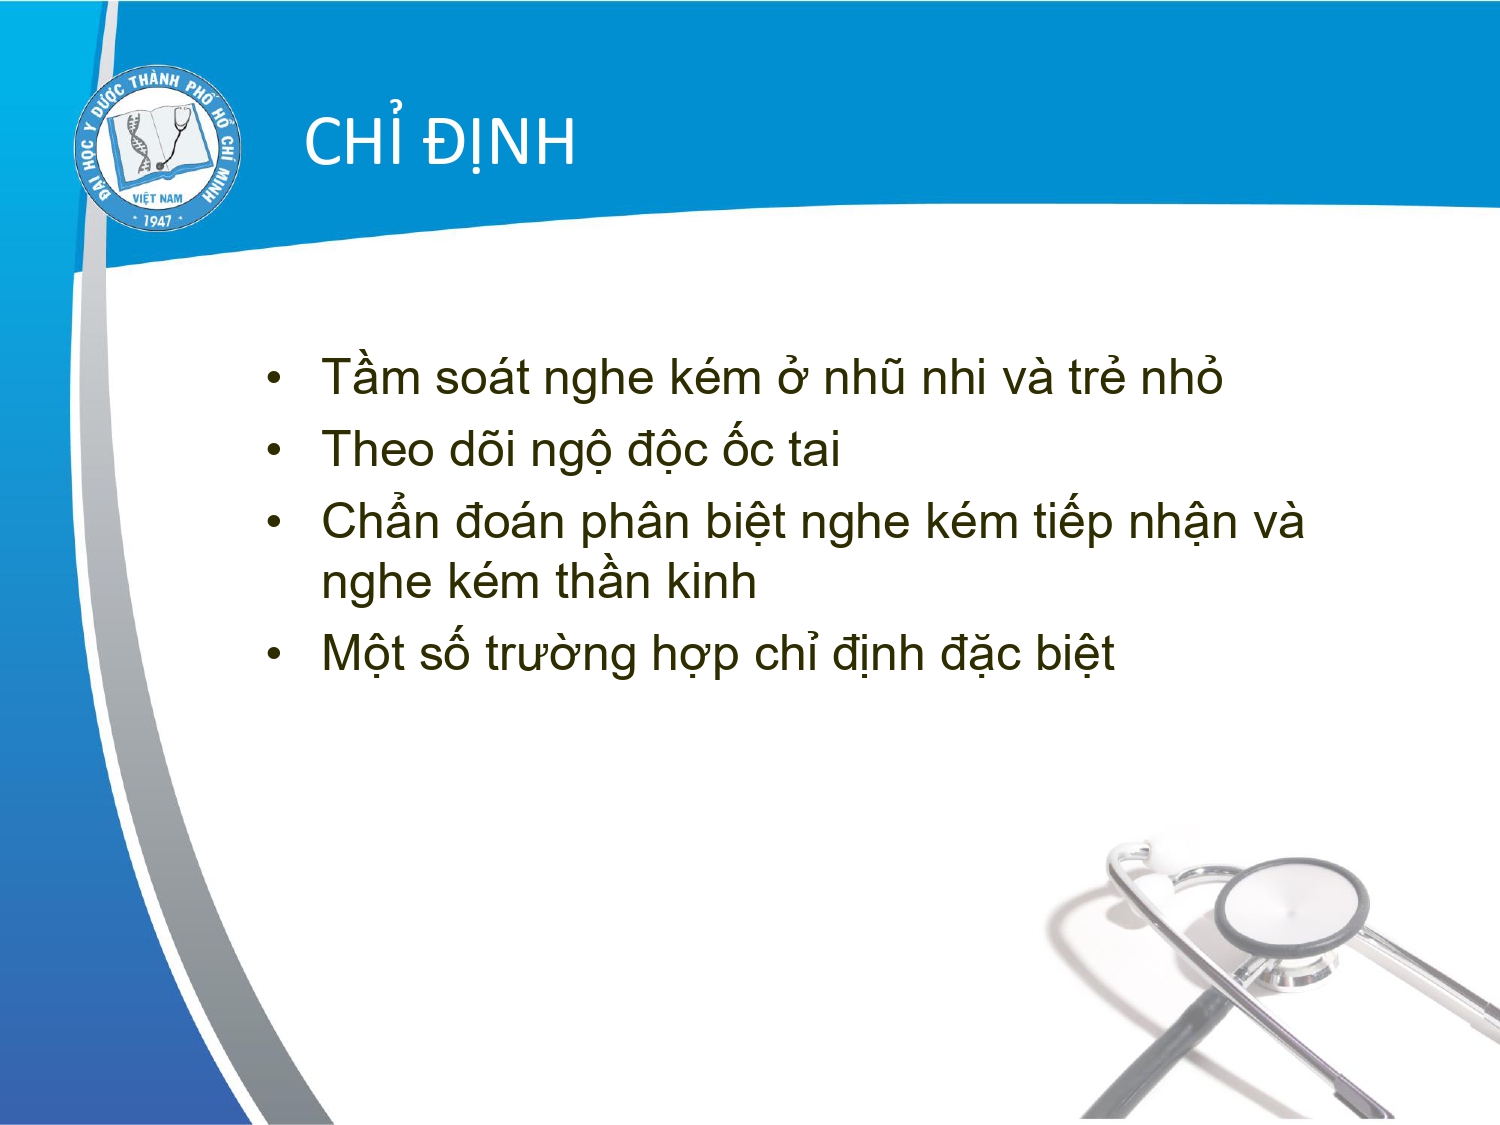 ĐẠI HỌC Y DƯỢC THÀNH PHỐ HỒ CHÍ MINH
VIỆT NAM
1947
CHỈ ĐỊNH
• Tầm soát nghe kém ở nhũ nhi và trẻ nhỏ
• Theo dõi ngộ độc ốc tai
• Chẩn đoán phân biệt nghe kém tiếp nhận và
nghe kém thần kinh
• Một số trường hợp chỉ định đặc biệt